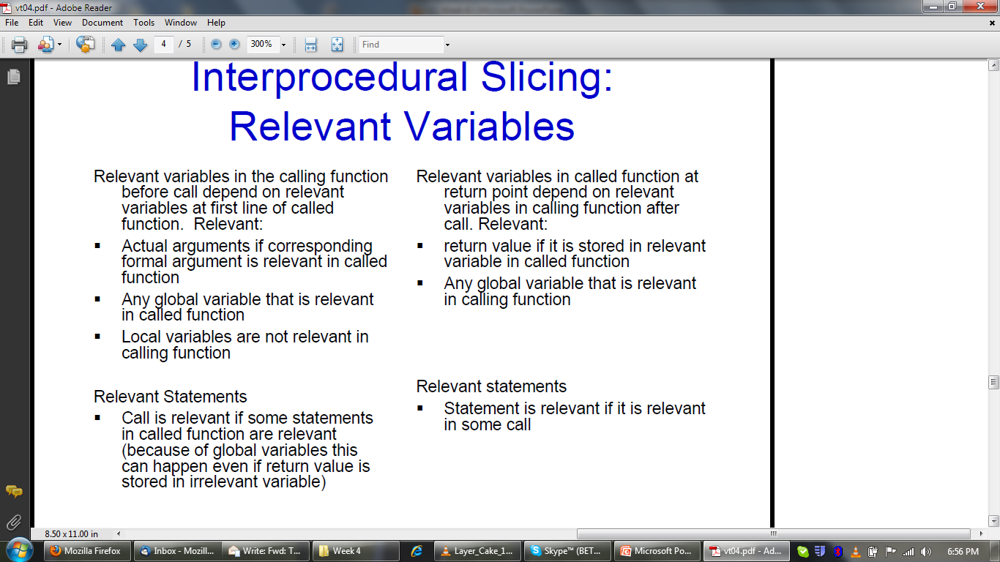 vt04.pdf - Adobe Reader
File Edit View Document Tools Window Help
4 / 5 300% Find
Interprocedural Slicing:
Relevant Variables
Relevant variables in the calling function
before call depend on relevant
variables at first line of called
function. Relevant:
▪ Actual arguments if corresponding
formal argument is relevant in called
function
▪ Any global variable that is relevant
in called function
▪ Local variables are not relevant in
calling function
Relevant Statements
▪ Call is relevant if some statements
in called function are relevant
(because of global variables this
can happen even if return value is
stored in irrelevant variable)
Relevant variables in called function at
return point depend on relevant
variables in calling function after
call. Relevant:
▪ return value if it is stored in relevant
variable in called function
▪ Any global variable that is relevant
in calling function
Relevant statements
▪ Statement is relevant if it is relevant
in some call
8.50 x 11.00 in
Mozilla Firefox Inbox - Mozill... Write: Fwd: T... Week 4 Layer_Cake_1... Skype™ (BET... Microsoft Po... vt04.pdf - Ad... 6:56 PM